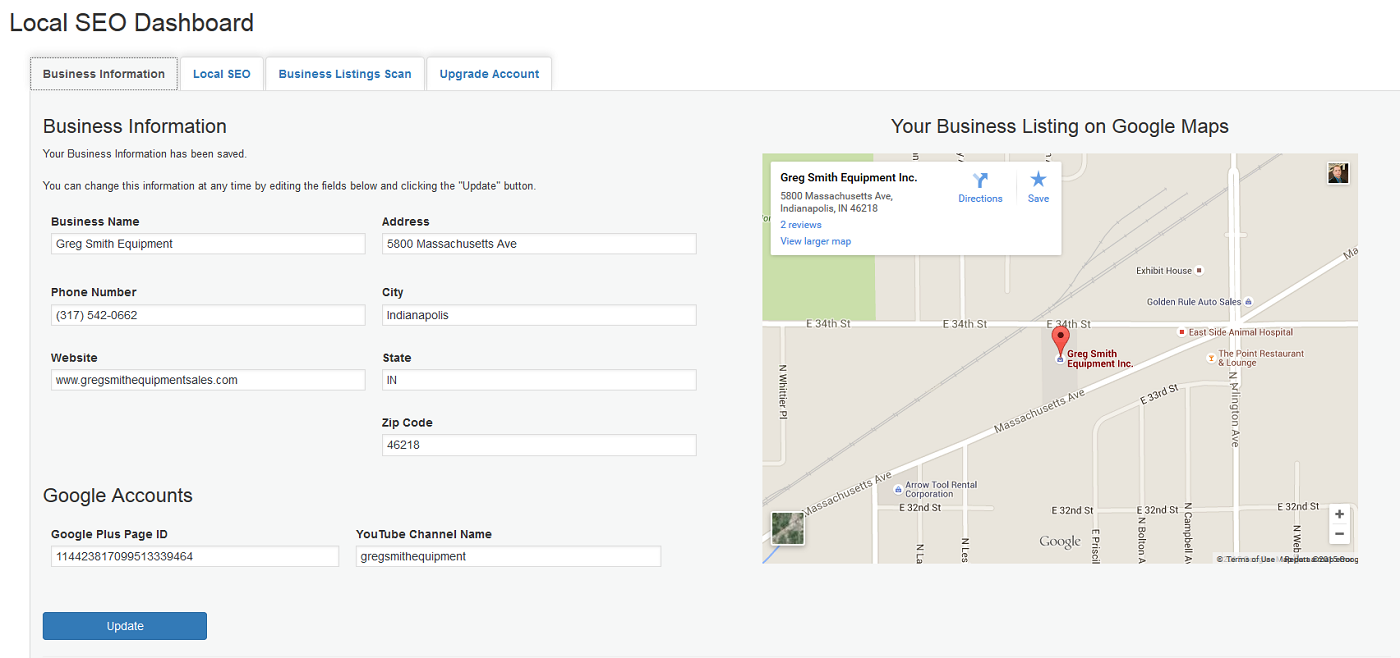 Local SEO Dashboard
Business Information
Local SEO
Business Listings Scan
Upgrade Account
Business Information
Your Business Information has been saved.
You can change this information at any time by editing the fields below and clicking the "Update" button.
Business Name
Address
Greg Smith Equipment
5800 Massachusetts Ave
Phone Number
City
(317) 542-0662
Indianapolis
Website
State
www.gregsmithequipmentsales.com
IN
Zip Code
46218
Google Accounts
Google Plus Page ID
YouTube Channel Name
114423817099513339464
gregsmithequipment
Update
Your Business Listing on Google Maps
Greg Smith Equipment Inc.
5800 Massachusetts Ave,
Indianapolis, IN 46218
2 reviews
View larger map
Directions
Save
Exhibit House
Golden Rule Auto Sales
E 34th St
E 34th St
E 34th St
East Side Animal Hospital
Greg Smith
Equipment Inc.
The Point Restaurant
& Lounge
N Whittier Pl
Massachusetts Ave
E 33rd St
N Arlington Ave
Massachusetts Ave
Arrow Tool Rental
Corporation
E 32nd St
E 32nd St
E 32nd St
E 32nd St
N La
N Les
E Priscil
N Bolton A
N Campbell Av
N Web
Ma
Google
+
−
Terms of Use